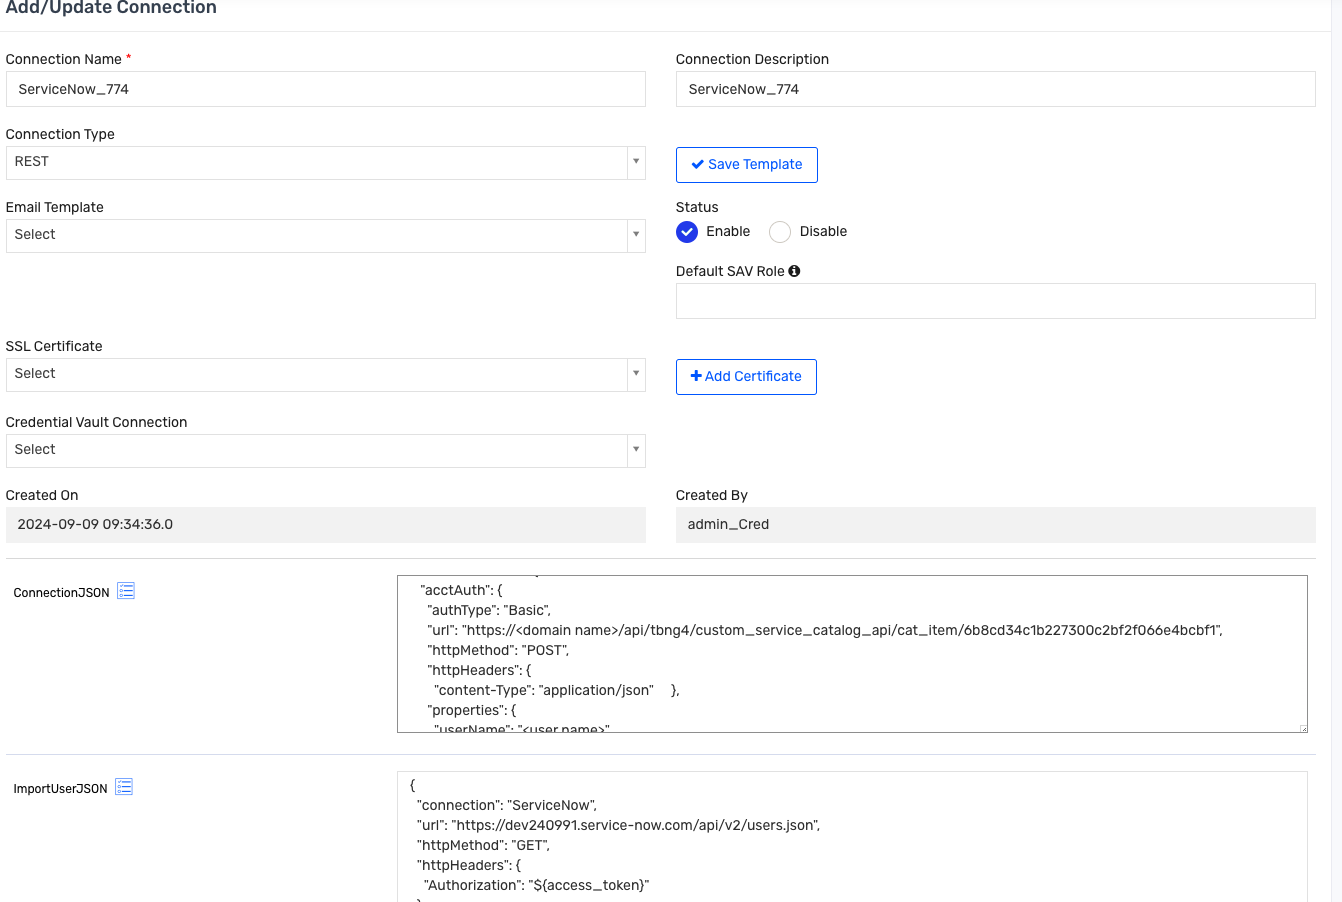 Add/Update Connection
Connection Name *
Connection Description
ServiceNow_774
ServiceNow_774
Connection Type
REST
Save Template
Email Template
Status
Select
Enable
Disable
Default SAV Role
SSL Certificate
Select
Add Certificate
Credential Vault Connection
Select
Created On
Created By
2024-09-09 09:34:36.0
admin_Cred
ConnectionJSON
"acctAuth": {
"authType": "Basic",
"url": "https://<domain name>/api/tbng4/custom_service_catalog_api/cat_item/6b8cd34c1b227300c2bf2f066e4bcbf1",
"httpMethod": "POST",
"httpHeaders": {
"content-Type": "application/json" },
"properties": {
"userName": "<user name>"
ImportUserJSON
{
"connection": "ServiceNow",
"url": "https://dev240991.service-now.com/api/v2/users.json",
"httpMethod": "GET",
"httpHeaders": {
"Authorization": "${access_token}"